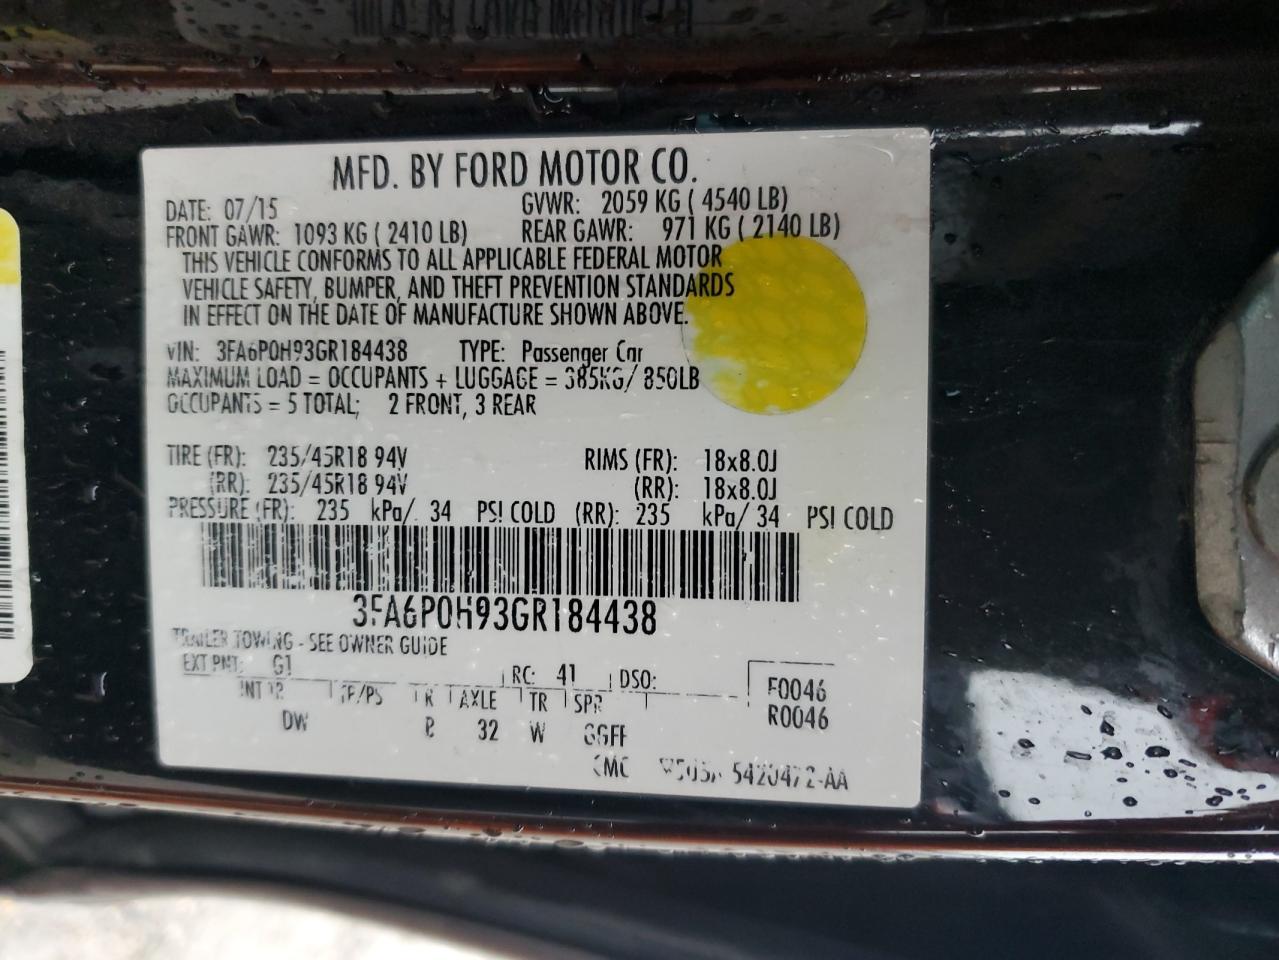 MFD. BY FORD MOTOR CO.
DATE: 07/15 GVWR: 2059 KG ( 4540 LB)
FRONT GAWR: 1093 KG ( 2410 LB) REAR GAWR: 971 KG ( 2140 LB)
THIS VEHICLE CONFORMS TO ALL APPLICABLE FEDERAL MOTOR
VEHICLE SAFETY, BUMPER, AND THEFT PREVENTION STANDARDS
IN EFFECT ON THE DATE OF MANUFACTURE SHOWN ABOVE.
VIN: 3FA6P0H93GR184438 TYPE: Passenger Car
MAXIMUM LOAD = OCCUPANTS + LUGGAGE = 385KG/ 850LB
OCCUPANTS = 5 TOTAL; 2 FRONT, 3 REAR
TIRE (FR): 235/45R18 94V RIMS (FR): 18x8.0J
(RR): 235/45R18 94V (RR): 18x8.0J
PRESSURE (FR): 235 kPa/ 34 PSI COLD (RR): 235 kPa/ 34 PSI COLD
3FA6P0H93GR184438
TRAILER TOWING - SEE OWNER GUIDE
EXT PNT: G1 RC: 41 DSO: F0046
INT TR TP/PS R AXLE TR SPR R0046
DW 32 W GGFF
5420472-AA